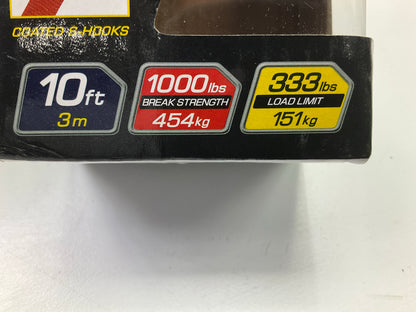 COATED S-HOOKS
10ft
3m
1000lbs
BREAK STRENGTH
454kg
333lbs
LOAD LIMIT
151kg